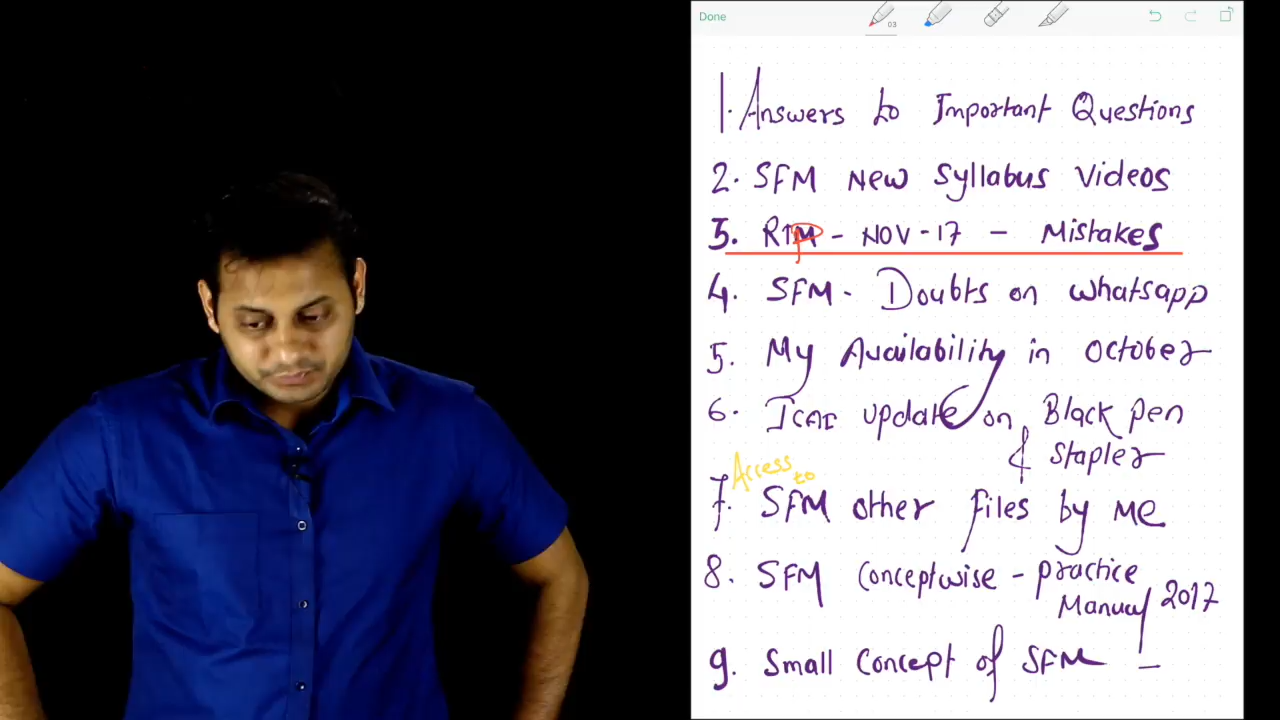 Done
03
1. Answers to Important Questions
2. SFM New Syllabus Videos
3. RTP - NOV-17 - Mistakes
4. SFM - Doubts on whatsapp
5. My Availability in October
6. ICAI update on Black pen
& Stapler
Access to
7. SFM other files by ME
8. SFM Conceptwise - practice
Manual 2017
9. Small Concept of SFM -